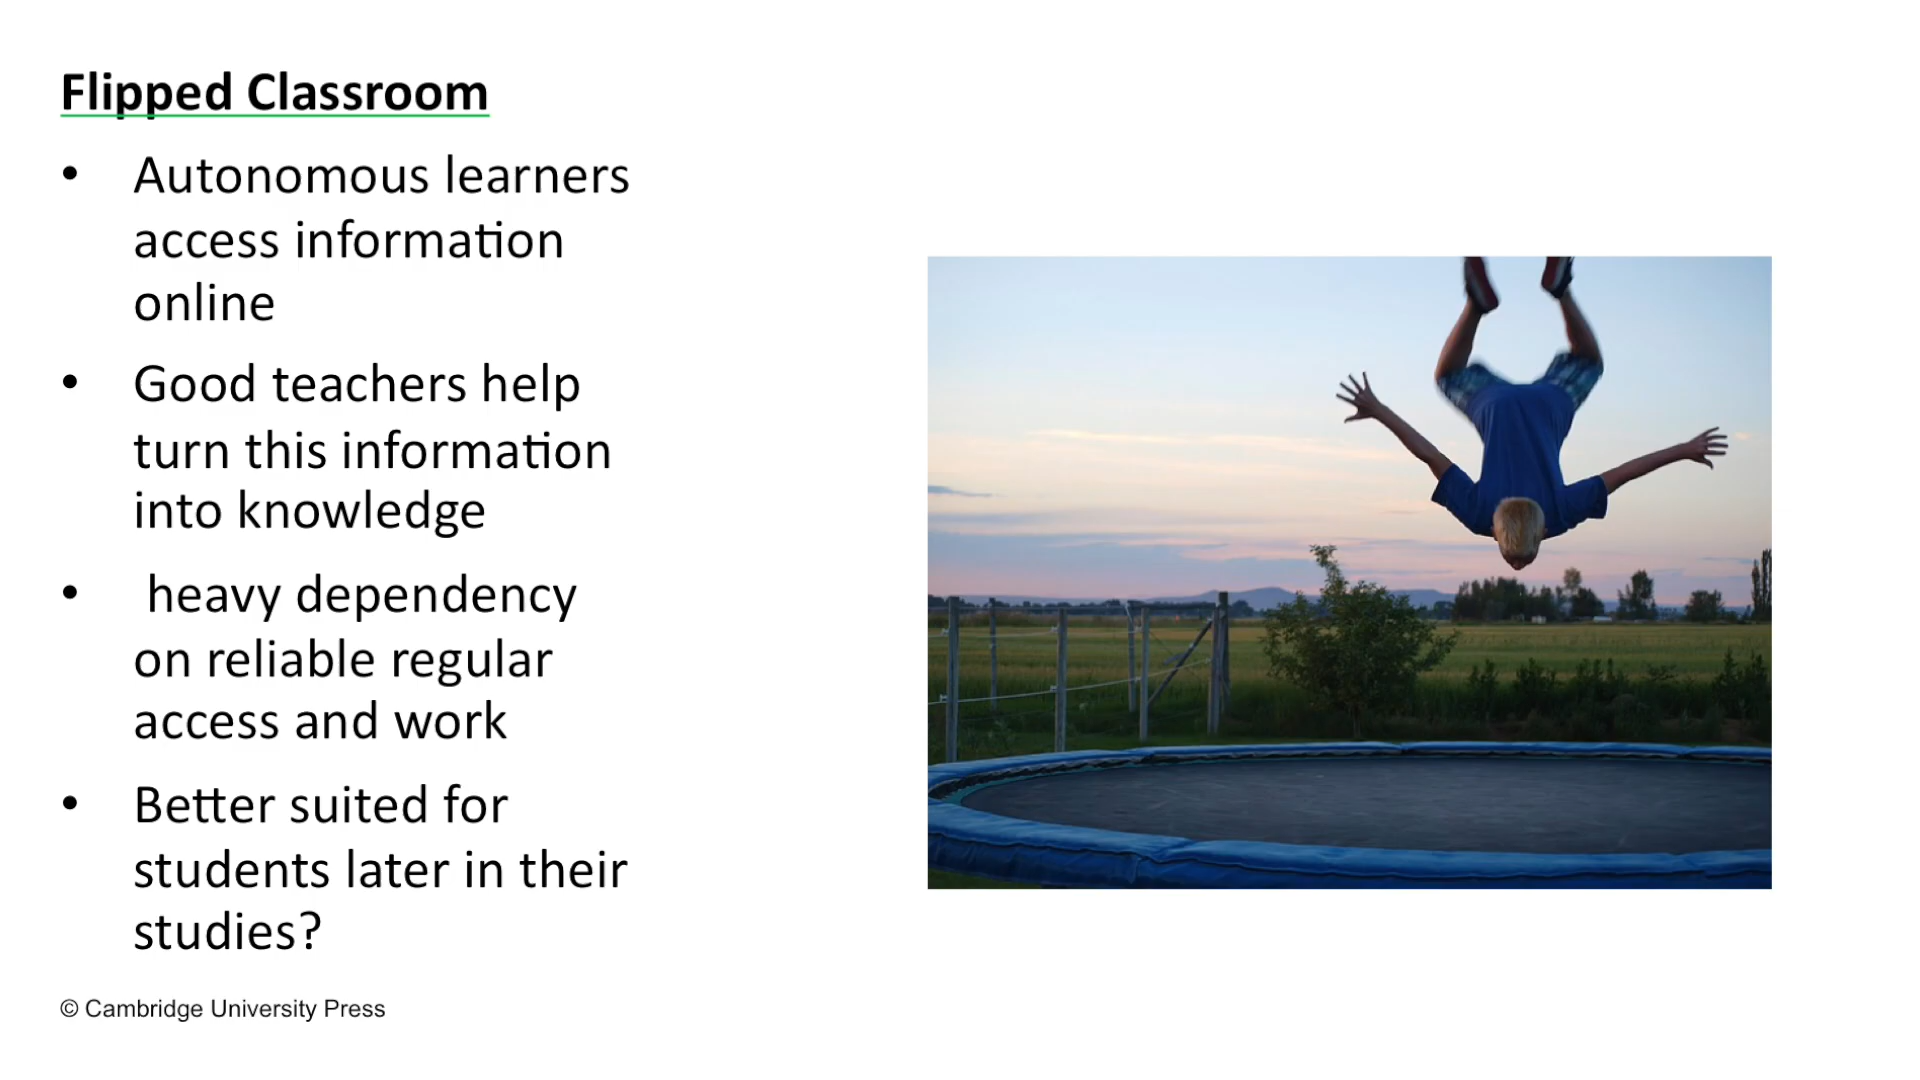 Flipped Classroom
• Autonomous learners
access information
online
• Good teachers help
turn this information
into knowledge
• heavy dependency
on reliable regular
access and work
• Better suited for
students later in their
studies?
© Cambridge University Press